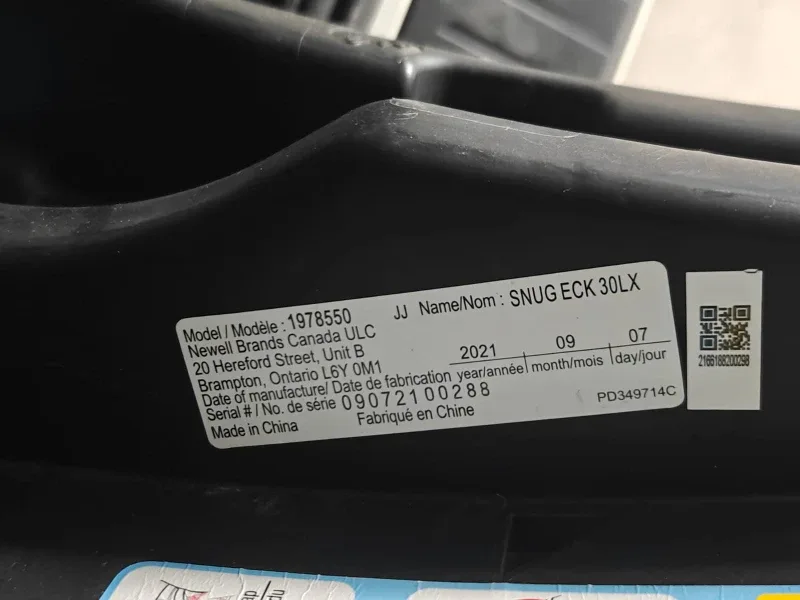 Model / Modèle : 1978550 JJ Name/Nom : SNUG ECK 30LX
Newell Brands Canada ULC
20 Hereford Street, Unit B
Brampton, Ontario L6Y 0M1
Date of manufacture/ Date de fabrication 2021 year/année 09 month/mois 07 day/jour
Serial # / No. de série 09072100288
Made in China Fabriqué en Chine PD349714C
2166188200298